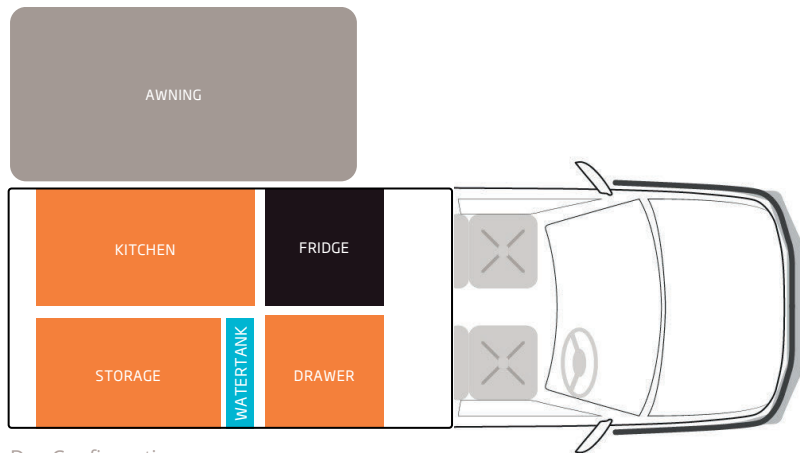 AWNING
KITCHEN
FRIDGE
STORAGE
WATERTANK
DRAWER